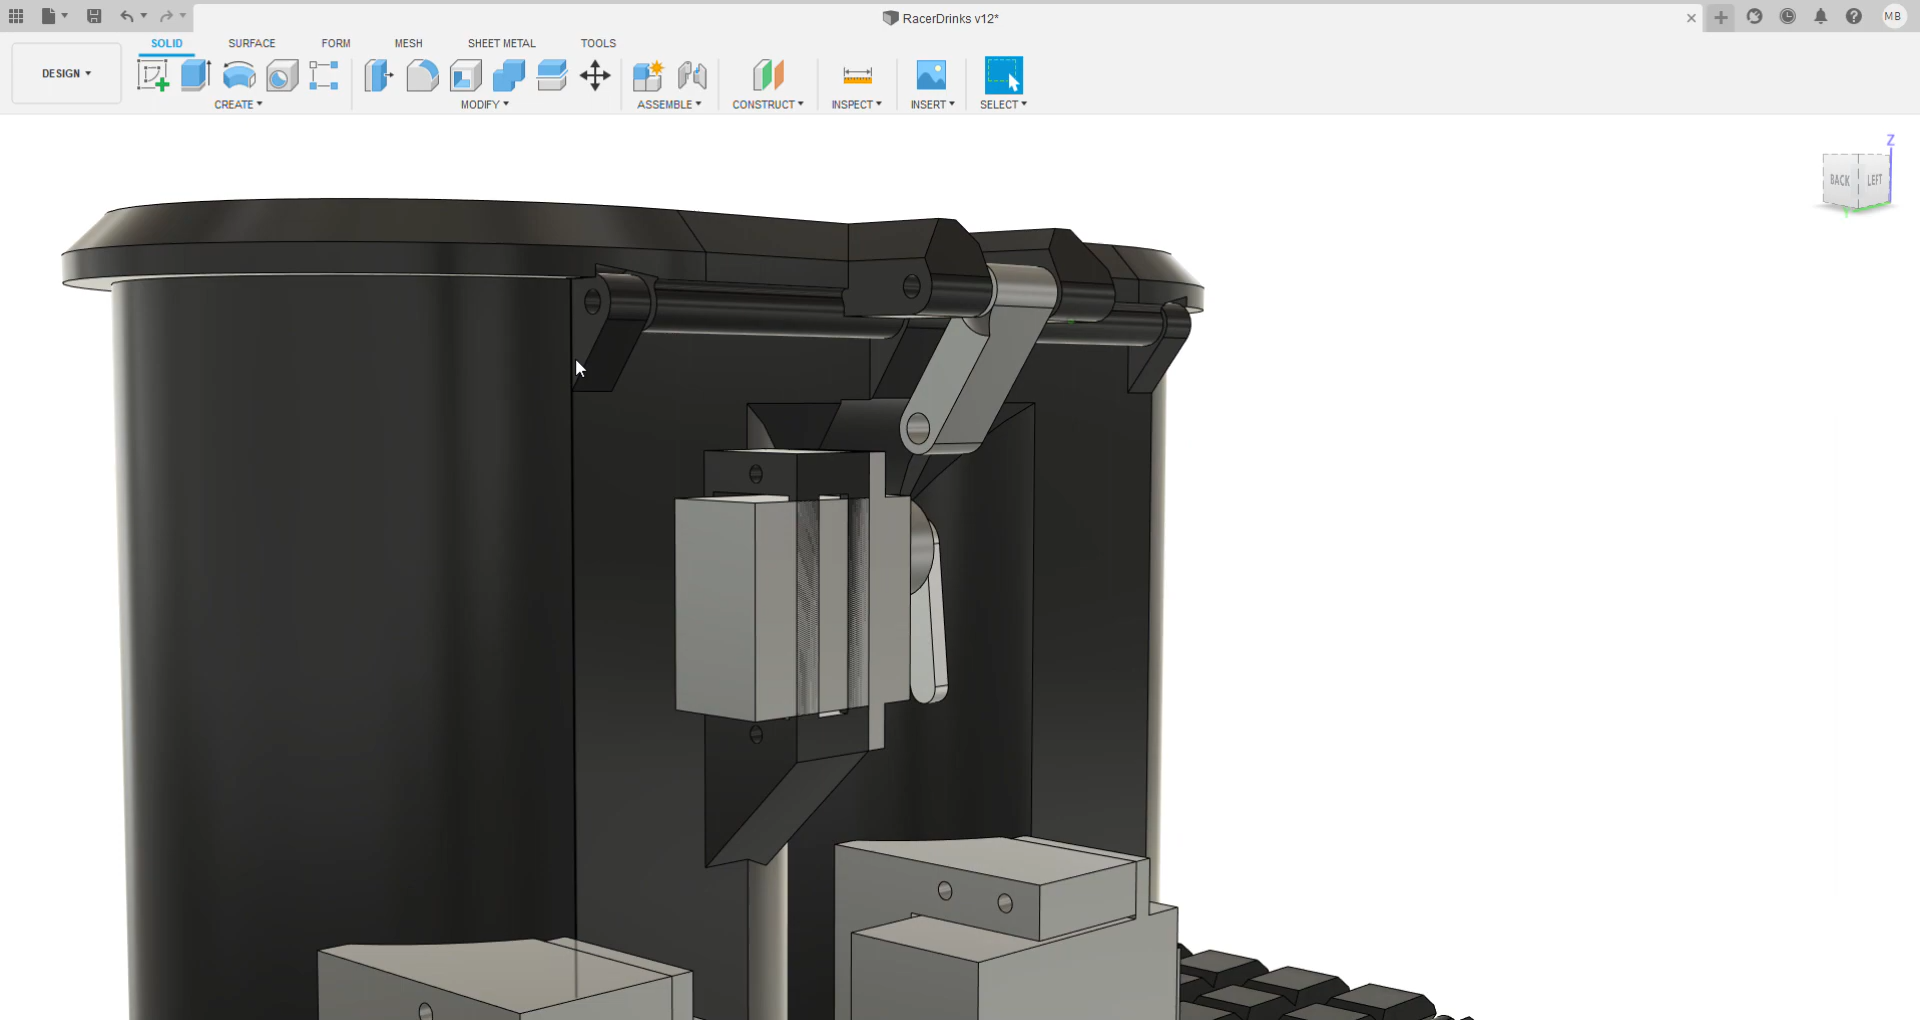 RacerDrinks v12*
MB
SOLID SURFACE FORM MESH SHEET METAL TOOLS
DESIGN
CREATE MODIFY ASSEMBLE CONSTRUCT INSPECT INSERT SELECT
Z
BACK LEFT
Y